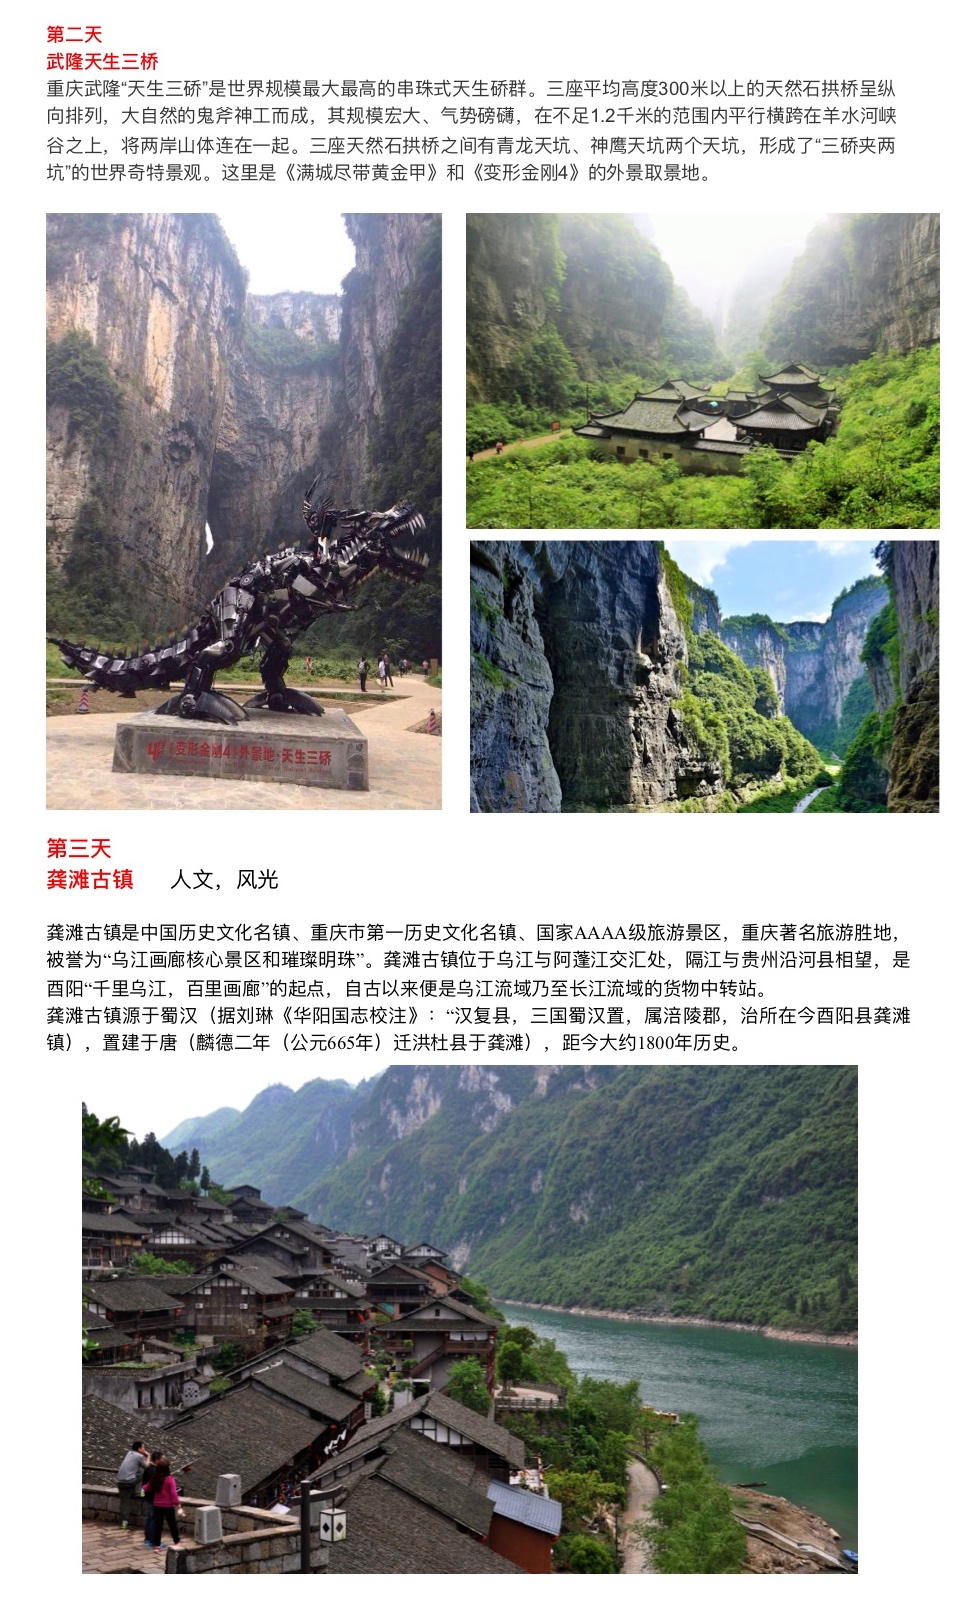 第二天
武隆天生三桥
重庆武隆“天生三硚”是世界规模最大最高的串珠式天生硚群。三座平均高度300米以上的天然石拱桥呈纵
向排列，大自然的鬼斧神工而成，其规模宏大、气势磅礴，在不足1.2千米的范围内平行横跨在羊水河峡
谷之上，将两岸山体连在一起。三座天然石拱桥之间有青龙天坑、神鹰天坑两个天坑，形成了“三硚夹两
坑”的世界奇特景观。这里是《满城尽带黄金甲》和《变形金刚4》的外景取景地。
《变形金刚4》外景地·天生三硚
第三天
龚滩古镇 人文，风光
龚滩古镇是中国历史文化名镇、重庆市第一历史文化名镇、国家AAAA级旅游景区，重庆著名旅游胜地，
被誉为“乌江画廊核心景区和璀璨明珠”。龚滩古镇位于乌江与阿蓬江交汇处，隔江与贵州沿河县相望，是
酉阳“千里乌江，百里画廊”的起点，自古以来便是乌江流域乃至长江流域的货物中转站。
龚滩古镇源于蜀汉（据刘琳《华阳国志校注》：“汉复县，三国蜀汉置，属涪陵郡，治所在今酉阳县龚滩
镇），置建于唐（麟德二年（公元665年）迁洪杜县于龚滩），距今大约1800年历史。